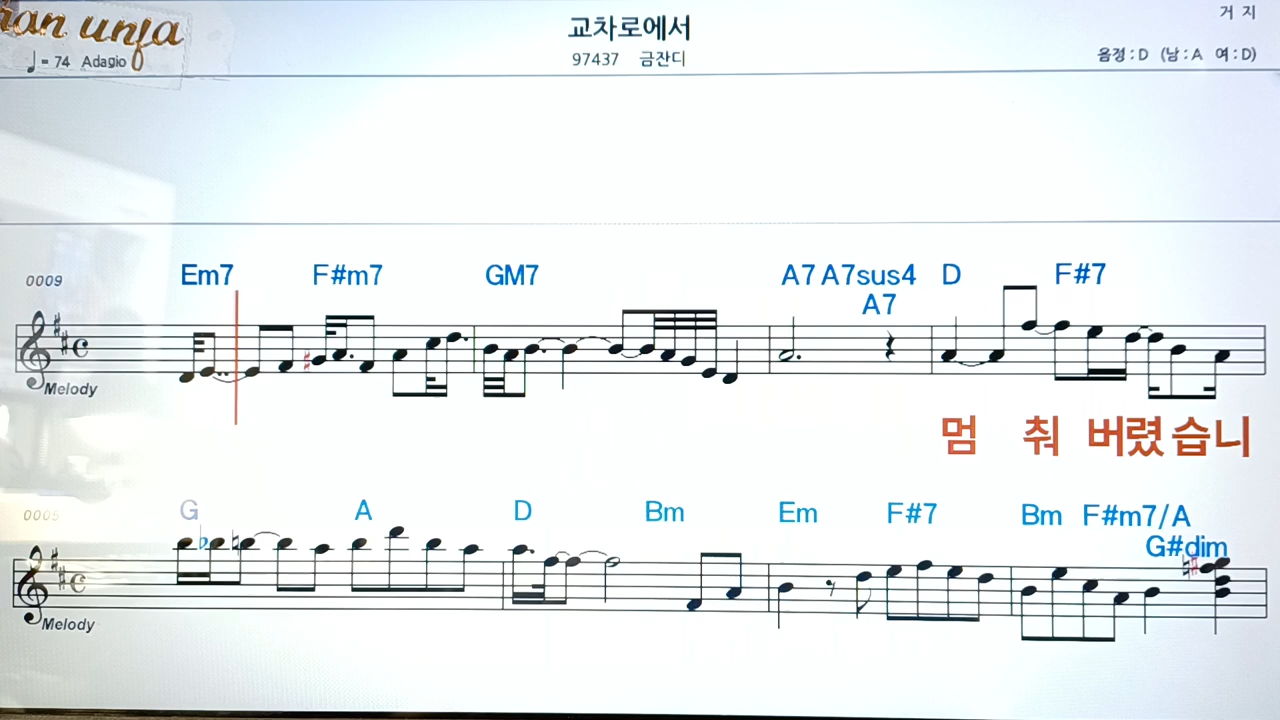 교차로에서
거 지
♩= 74 Adagio
97437 금잔디
음정:D (남:A 여:D)
0009
Em7 F#m7 GM7 A7 A7sus4 D F#7
A7
Melody
멈 춰 버렸습니
0005
G A D Bm Em F#7 Bm F#m7/A
G#dim
Melody